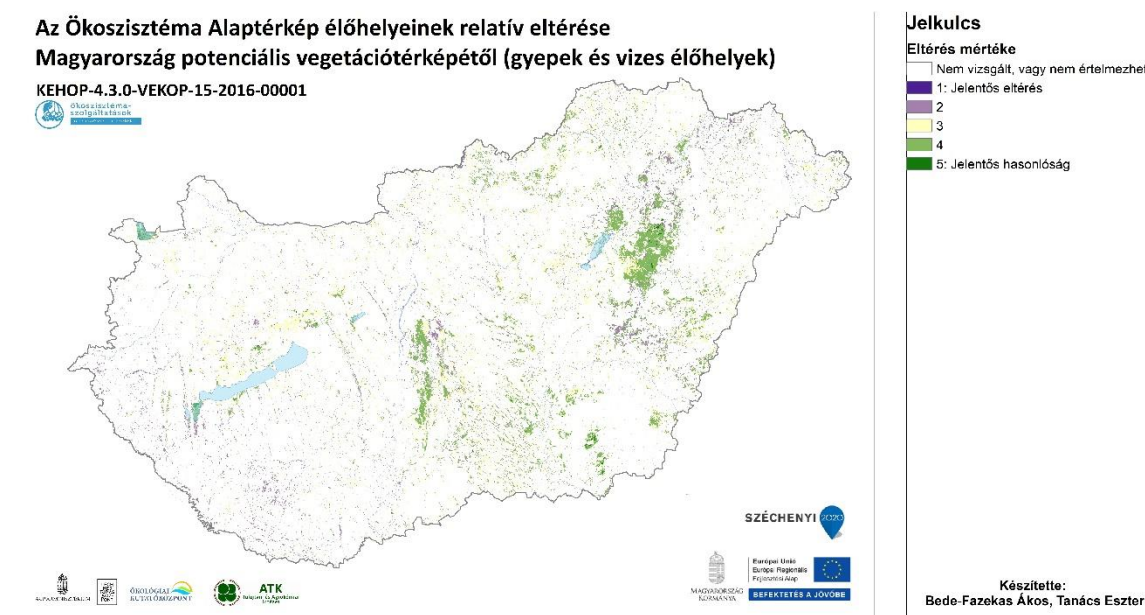 Az Ökoszisztéma Alaptérkép élőhelyeinek relatív eltérése
Magyarország potenciális vegetációtérképétől (gyepek és vizes élőhelyek)
KEHOP-4.3.0-VEKOP-15-2016-00001
ökoszisztéma-
szolgáltatások
Jelkulcs
Eltérés mértéke
Nem vizsgált, vagy nem értelmezhet
1: Jelentős eltérés
2
3
4
5: Jelentős hasonlóság
SZÉCHENYI 2020
MAGYARORSZÁG
KORMÁNYA
Európai Unió
Európai Regionális
Fejlesztési Alap
BEFEKTETÉS A JÖVŐBE
ÖKOLÓGIAI
KUTATÓKÖZPONT
ATK
Készítette:
Bede-Fazekas Ákos, Tanács Eszter